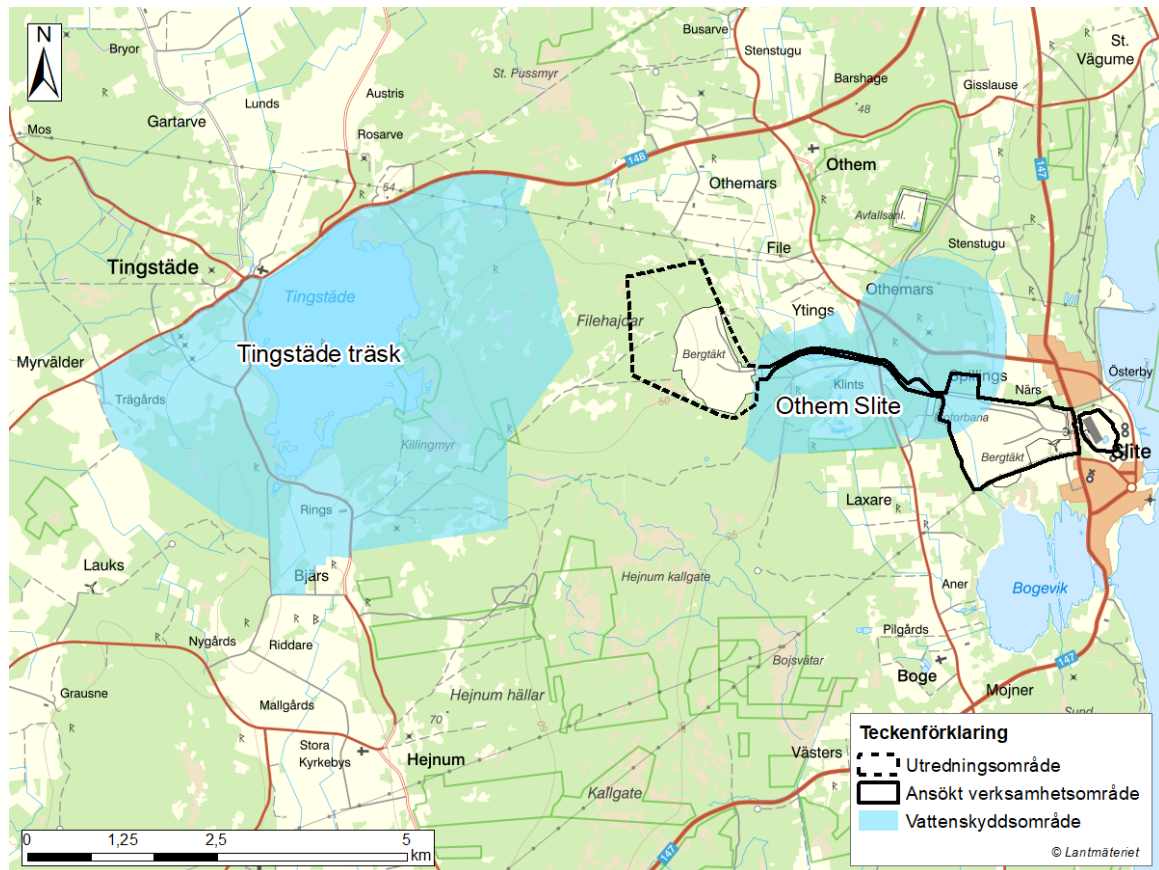 N
Bryor
Busarve
Stenstugu
St.
Vägume
St. Pussmyr
Barshage
Gisslause
Lunds
Austris
48
Gartarve
Mos
Rosarve
148
147
Othem
54
Othemars
Avfallsanl.
Stenstugu
File
Tingstäde
Othemars
Tingstäde
Ytings
Filehajdar
Tingstäde träsk
Bergtäkt
Myrvälder
Österby
Klints
Spillings
Närs
Trägårds
60
Othem Slite
Killingmyr
Slite
Bergtäkt
Laxare
Rings
Lauks
Bjärs
Hejnum kallgate
Aner
Bogevik
Pilgårds
Nygårds
Riddare
Bojsvätar
Boge
147
Grausne
Hejnum hällar
Mojner
Mallgårds
70
Sund
Stora
Kyrkebys
Hejnum
Västers
Kallgate
Teckenförklaring
Utredningsområde
Ansökt verksamhetsområde
Vattenskyddsområde
© Lantmäteriet
0 1,25 2,5 5
km